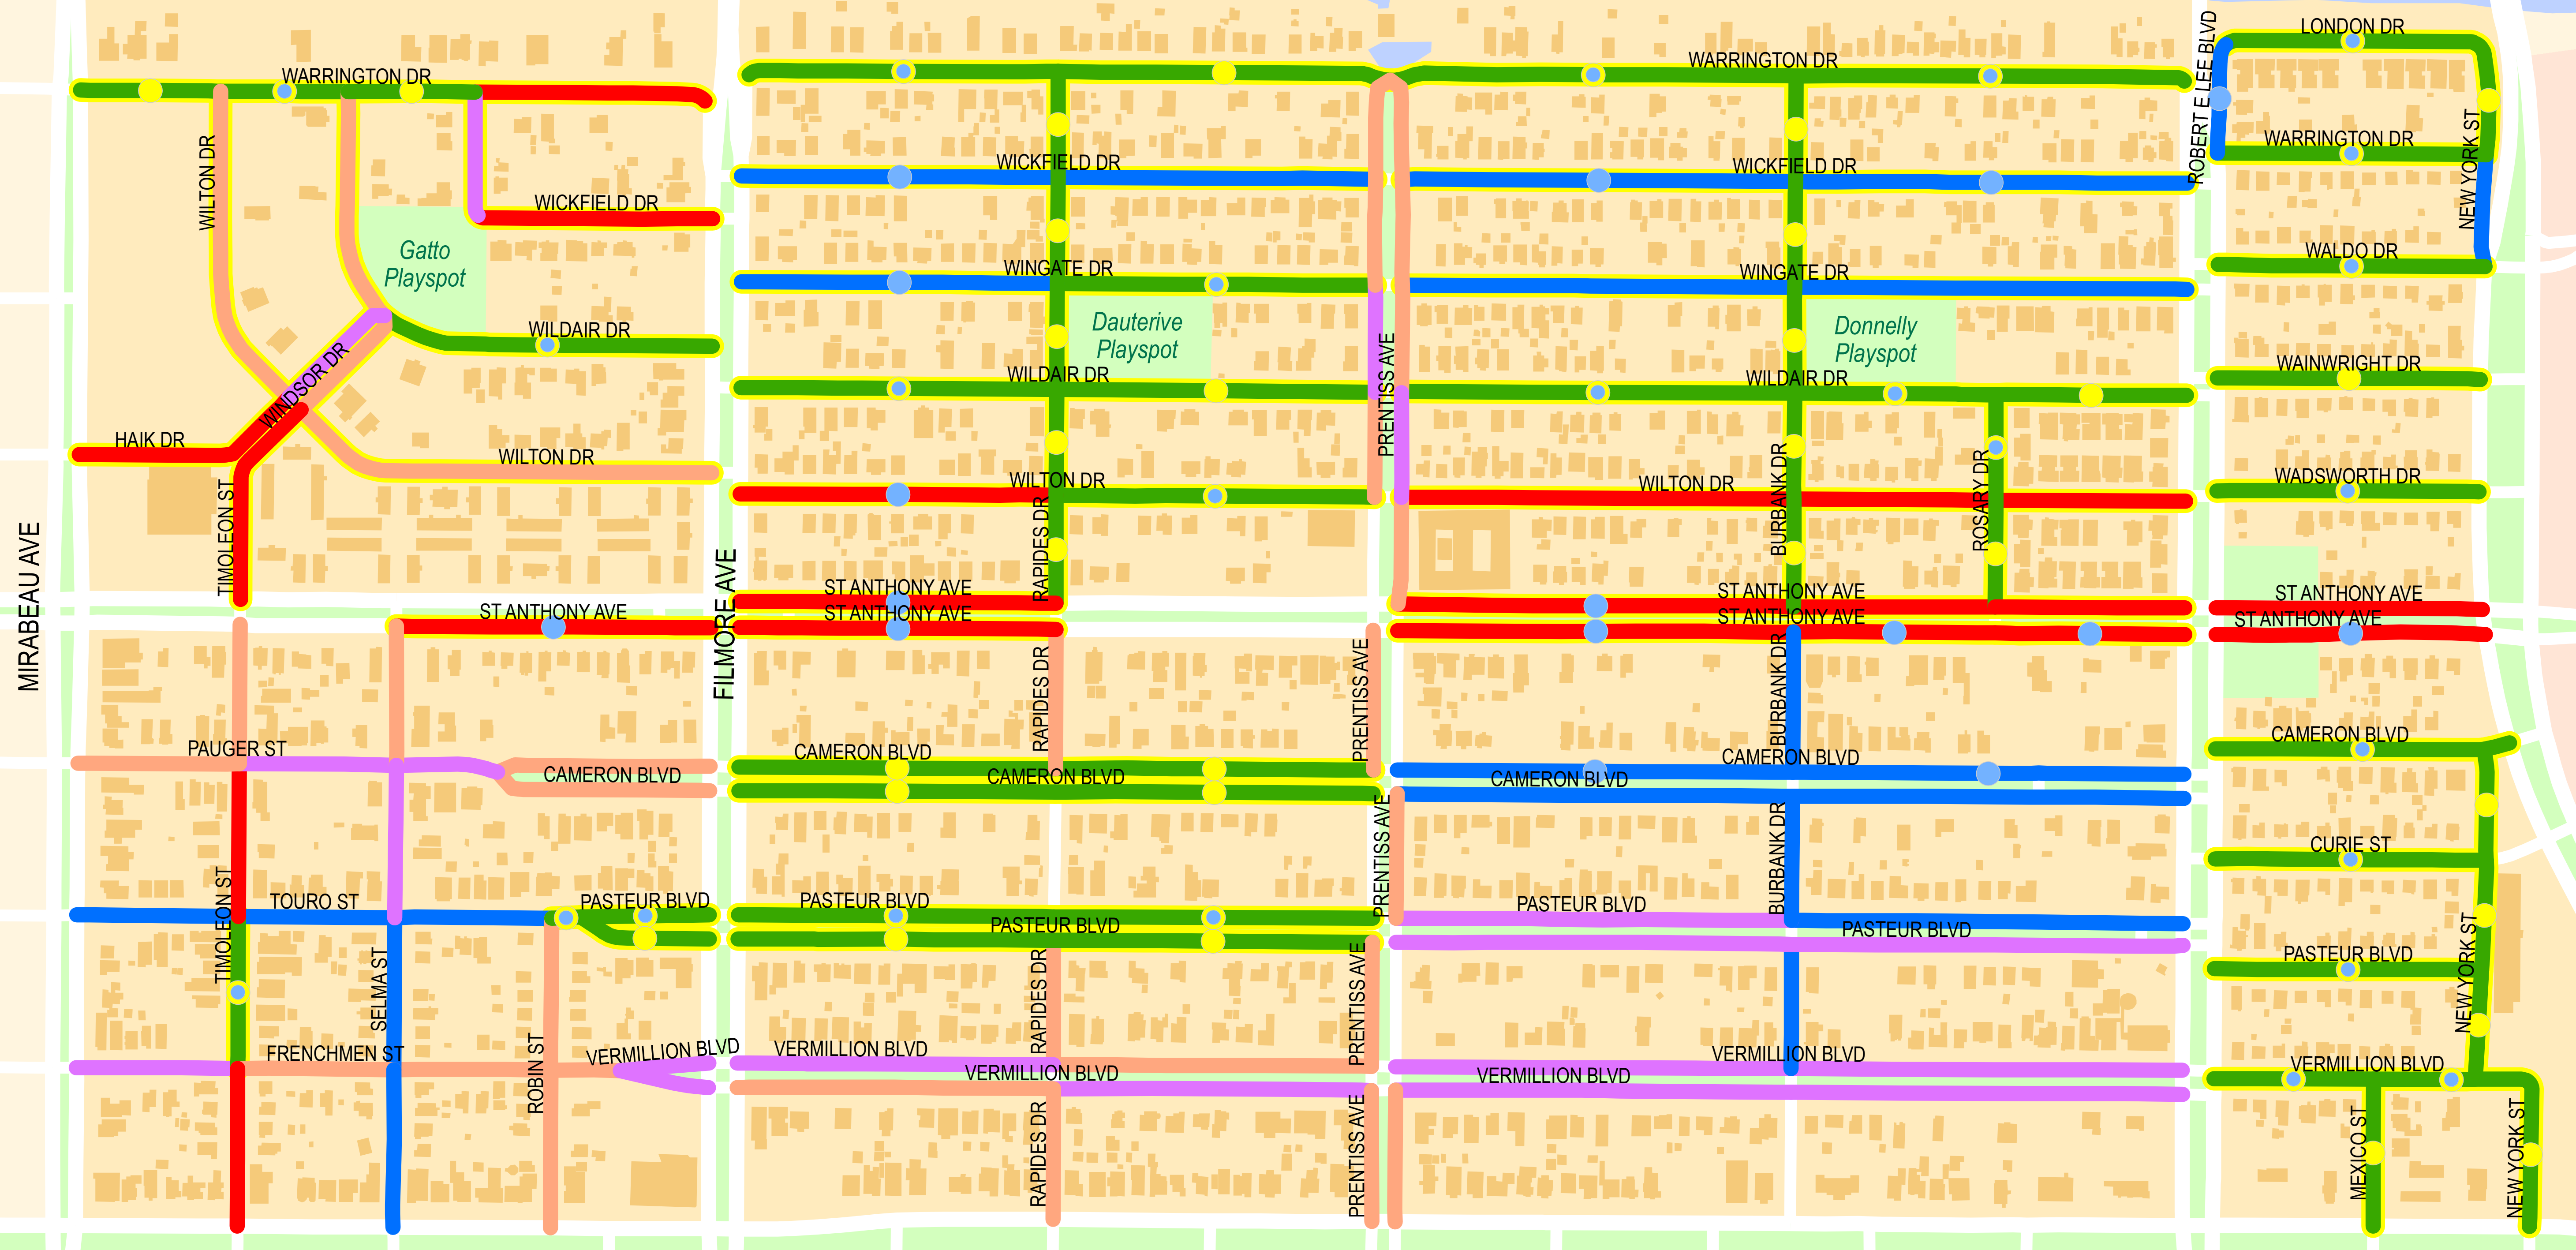 LONDON DR
WARRINGTON DR
WARRINGTON DR
ROBERT E LEE BLVD
WARRINGTON DR
NEW YORK ST
WILTON DR
WICKFIELD DR
WICKFIELD DR
WICKFIELD DR
Gatto
Playspot
WINGATE DR
WINGATE DR
WALDO DR
WINDSOR DR
WILDAIR DR
Dauterive
Playspot
Donnelly
Playspot
WILDAIR DR
PRENTISS AVE
WILDAIR DR
WAINWRIGHT DR
HAIK DR
WILTON DR
WILTON DR
WILTON DR
BURBANK DR
ROSARY DR
WADSWORTH DR
TIMOLEON ST
RAPIDES DR
MIRABEAU AVE
FILMORE AVE
ST ANTHONY AVE
ST ANTHONY AVE
ST ANTHONY AVE
ST ANTHONY AVE
ST ANTHONY AVE
ST ANTHONY AVE
ST ANTHONY AVE
RAPIDES DR
PRENTISS AVE
BURBANK DR
PAUGER ST
CAMERON BLVD
CAMERON BLVD
CAMERON BLVD
CAMERON BLVD
CAMERON BLVD
CAMERON BLVD
PRENTISS AVE
BURBANK DR
CURIE ST
TIMOLEON ST
TOURO ST
PASTEUR BLVD
PASTEUR BLVD
PASTEUR BLVD
PASTEUR BLVD
PASTEUR BLVD
PASTEUR BLVD
NEW YORK ST
SELMA ST
RAPIDES DR
PRENTISS AVE
FRENCHMEN ST
ROBIN ST
VERMILLION BLVD
VERMILLION BLVD
VERMILLION BLVD
VERMILLION BLVD
VERMILLION BLVD
VERMILLION BLVD
RAPIDES DR
PRENTISS AVE
MEXICO ST
NEW YORK ST